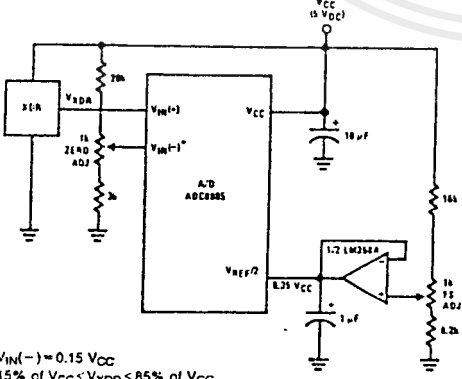 VCC
(5 VDC)
20k
XDR
VXDR
VIN(+)
VCC
+
10 µF
1k
ZERO
ADJ
VIN(-)*
3k
A/D
16k
1/2 LM358A
VREF/2
0.35 VCC
-
+
1k
FS
ADJ
+
1 µF
8.2k
VIN(-) = 0.15 VCC
15% of VCC ≤ VXDR ≤ 85% of VCC